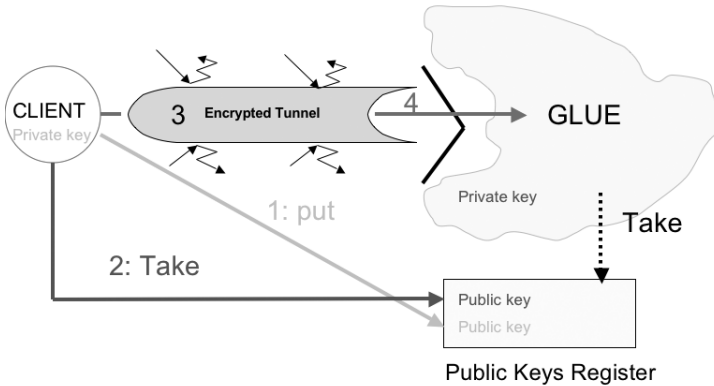 CLIENT
Private key
3 Encrypted Tunnel
4
GLUE
Private key
1: put
Take
2: Take
Public key
Public key
Public Keys Register